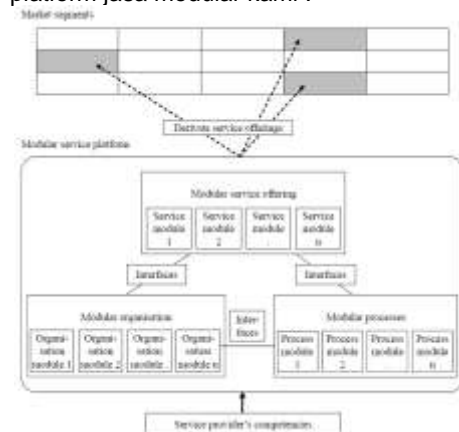 platform jasa modular kami .
Market segments
Derivate service offerings
Modular service platform
Modular service offering
Service
module
1
Service
module
2
Service
module
.
Service
module
n
Interfaces
Interfaces
Modular organisation
Inter-
faces
Modular processes
Organi-
sation
module 1
Organi-
sation
module 2
Organi-
sation
module .
Organi-
sation
module n
Process
module
1
Process
module
2
Process
module
.
Process
module
n
Service provider's competencies